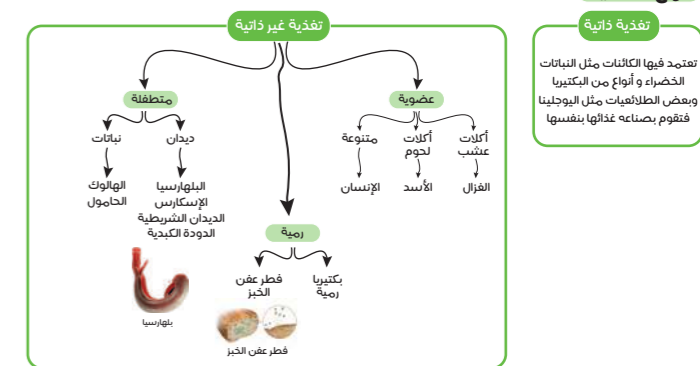 تغذية ذاتية
تعتمد فيها الكائنات مثل النباتات
الخضراء و أنواع من البكتيريا
وبعض الطلائعيات مثل اليوجلينا
فتقوم بصناعه غذائها بنفسها
تغذية غير ذاتية
عضوية
أكلات
عشب
أكلات
لحوم
متنوعة
الغزال
الأسد
الإنسان
رمية
بكتيريا
رمية
فطر عفن
الخبز
فطر عفن الخبز
متطفلة
ديدان
نباتات
البلهارسيا
الإسكارس
الديدان الشريطية
الدودة الكبدية
الهالوك
الحامول
بلهارسيا